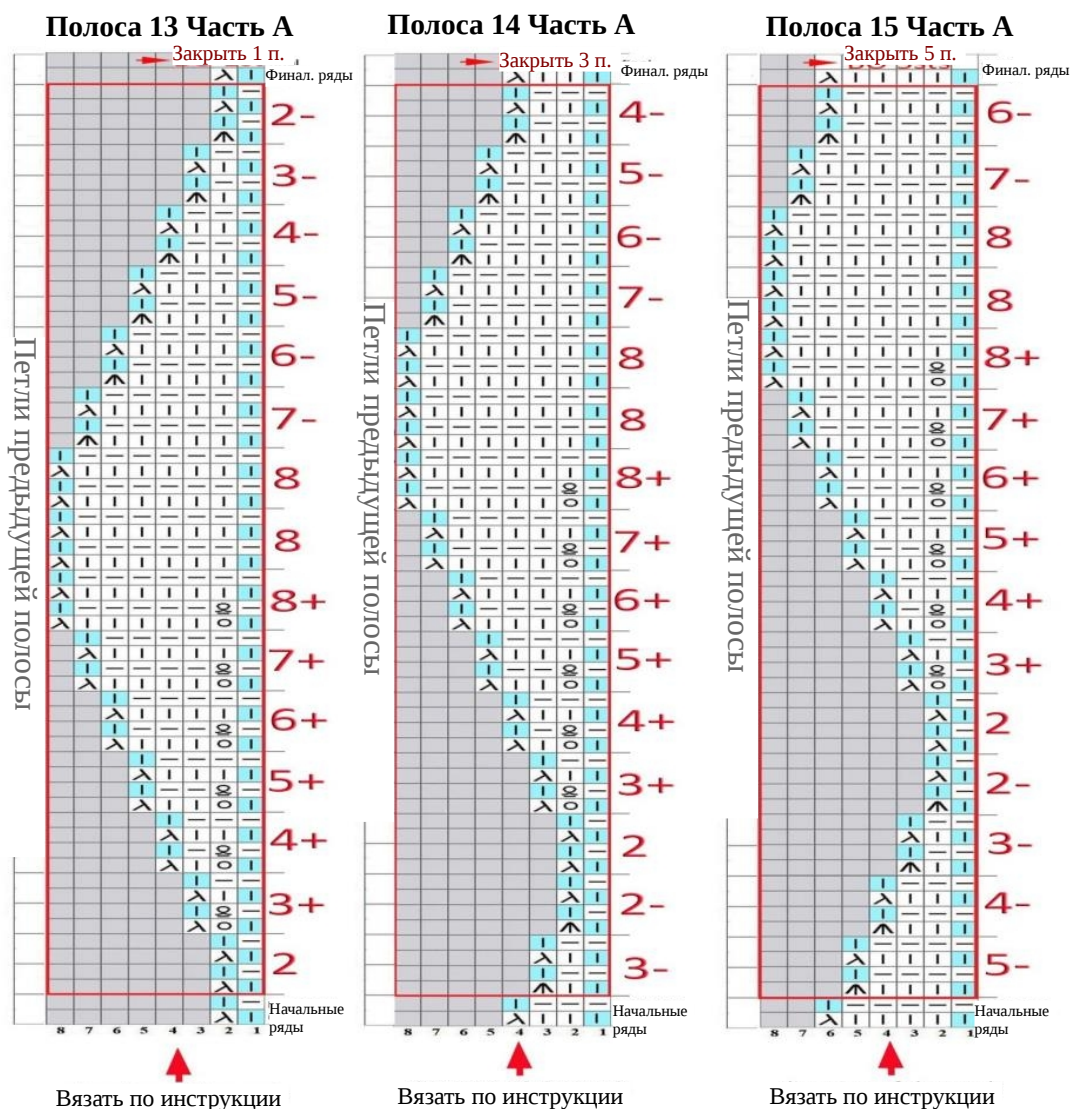 Полоса 13 Часть А
Закрыть 1 п.
Финал. ряды
2-
3-
4-
5-
6-
7-
8
8
8+
7+
6+
5+
4+
3+
2
Начальные
ряды
8 7 6 5 4 3 2 1
Петли предыдущей полосы
Вязать по инструкции
Полоса 14 Часть А
Закрыть 3 п.
Финал. ряды
4-
5-
6-
7-
8
8
8+
7+
6+
5+
4+
3+
2
2-
3-
Начальные
ряды
8 7 6 5 4 3 2 1
Петли предыдущей полосы
Вязать по инструкции
Полоса 15 Часть А
Закрыть 5 п.
Финал. ряды
6-
7-
8
8
8+
7+
6+
5+
4+
3+
2
2-
3-
4-
5-
Начальные
ряды
8 7 6 5 4 3 2 1
Петли предыдущей полосы
Вязать по инструкции